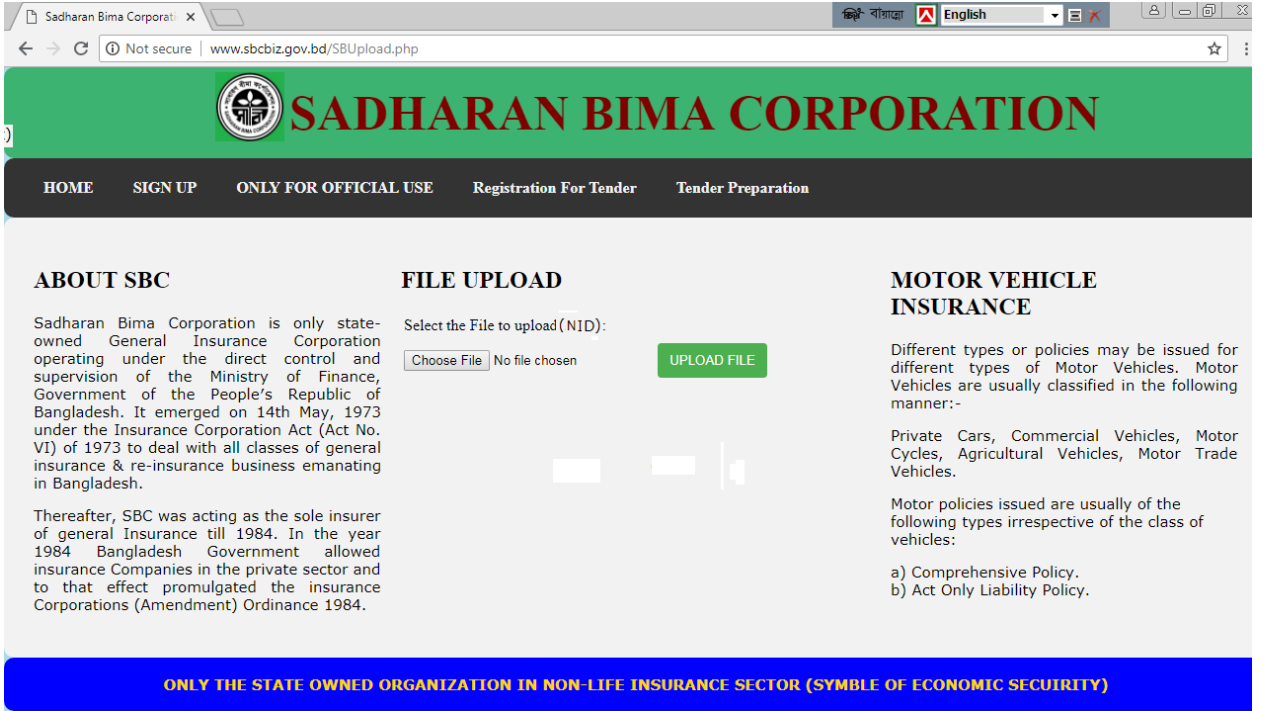 Sadharan Bima Corporati
English
Not secure
www.sbcbiz.gov.bd/SBUpload.php
SADHARAN BIMA CORPORATION
HOME
SIGN UP
ONLY FOR OFFICIAL USE
Registration For Tender
Tender Preparation
ABOUT SBC
Sadharan Bima Corporation is only state-
owned General Insurance Corporation
operating under the direct control and
supervision of the Ministry of Finance,
Government of the People's Republic of
Bangladesh. It emerged on 14th May, 1973
under the Insurance Corporation Act (Act No.
VI) of 1973 to deal with all classes of general
insurance & re-insurance business emanating
in Bangladesh.
Thereafter, SBC was acting as the sole insurer
of general Insurance till 1984. In the year
1984 Bangladesh Government allowed
insurance Companies in the private sector and
to that effect promulgated the insurance
Corporations (Amendment) Ordinance 1984.
FILE UPLOAD
Select the File to upload(NID):
Choose File No file chosen
UPLOAD FILE
MOTOR VEHICLE
INSURANCE
Different types or policies may be issued for
different types of Motor Vehicles. Motor
Vehicles are usually classified in the following
manner:-
Private Cars, Commercial Vehicles, Motor
Cycles, Agricultural Vehicles, Motor Trade
Vehicles.
Motor policies issued are usually of the
following types irrespective of the class of
vehicles:
a) Comprehensive Policy.
b) Act Only Liability Policy.
ONLY THE STATE OWNED ORGANIZATION IN NON-LIFE INSURANCE SECTOR (SYMBLE OF ECONOMIC SECUIRITY)